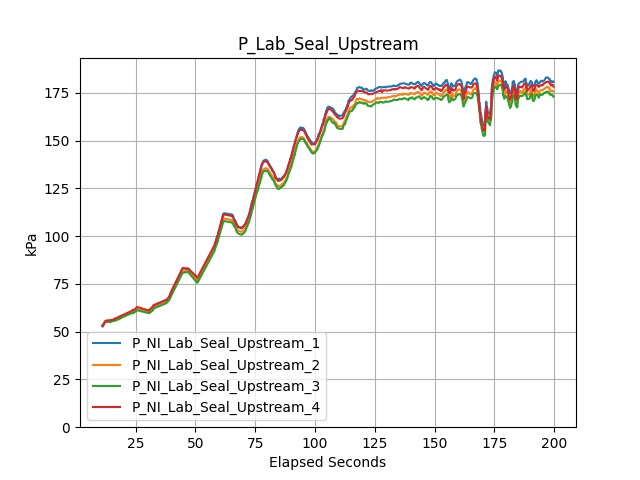 P_Lab_Seal_Upstream
kPa
175
150
125
100
75
50
25
0
P_NI_Lab_Seal_Upstream_1
P_NI_Lab_Seal_Upstream_2
P_NI_Lab_Seal_Upstream_3
P_NI_Lab_Seal_Upstream_4
25 50 75 100 125 150 175 200
Elapsed Seconds